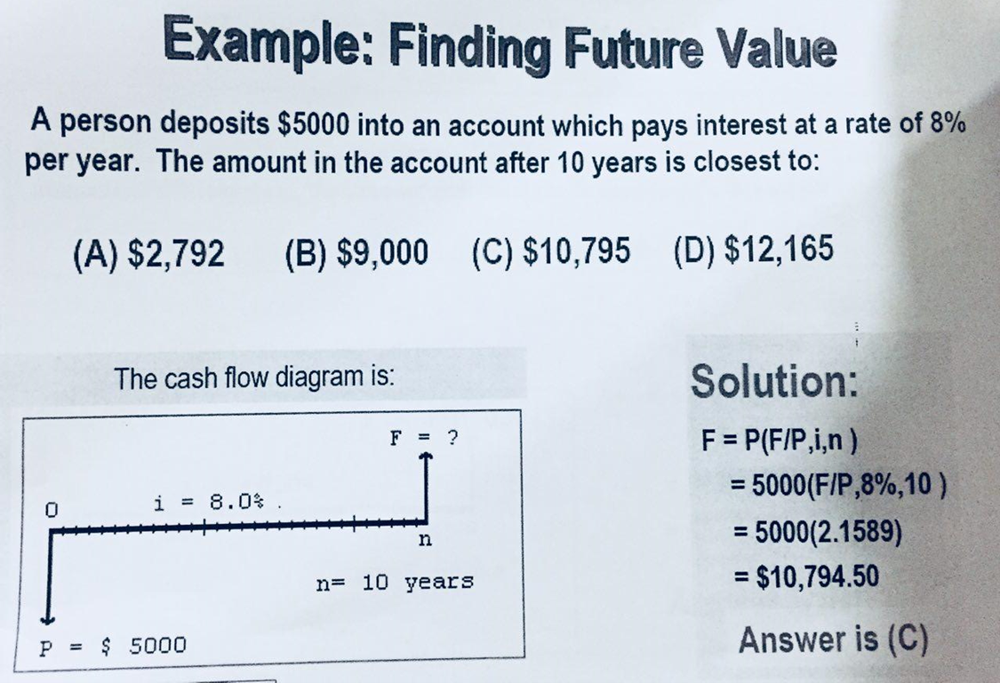 Example: Finding Future Value
A person deposits $5000 into an account which pays interest at a rate of 8%
per year. The amount in the account after 10 years is closest to:
(A) $2,792 (B) $9,000 (C) $10,795 (D) $12,165
The cash flow diagram is:
F = ?
0
i = 8.0% .
n
n= 10 years
P = $ 5000
Solution:
F = P(F/P,i,n )
= 5000(F/P,8%,10 )
= 5000(2.1589)
= $10,794.50
Answer is (C)